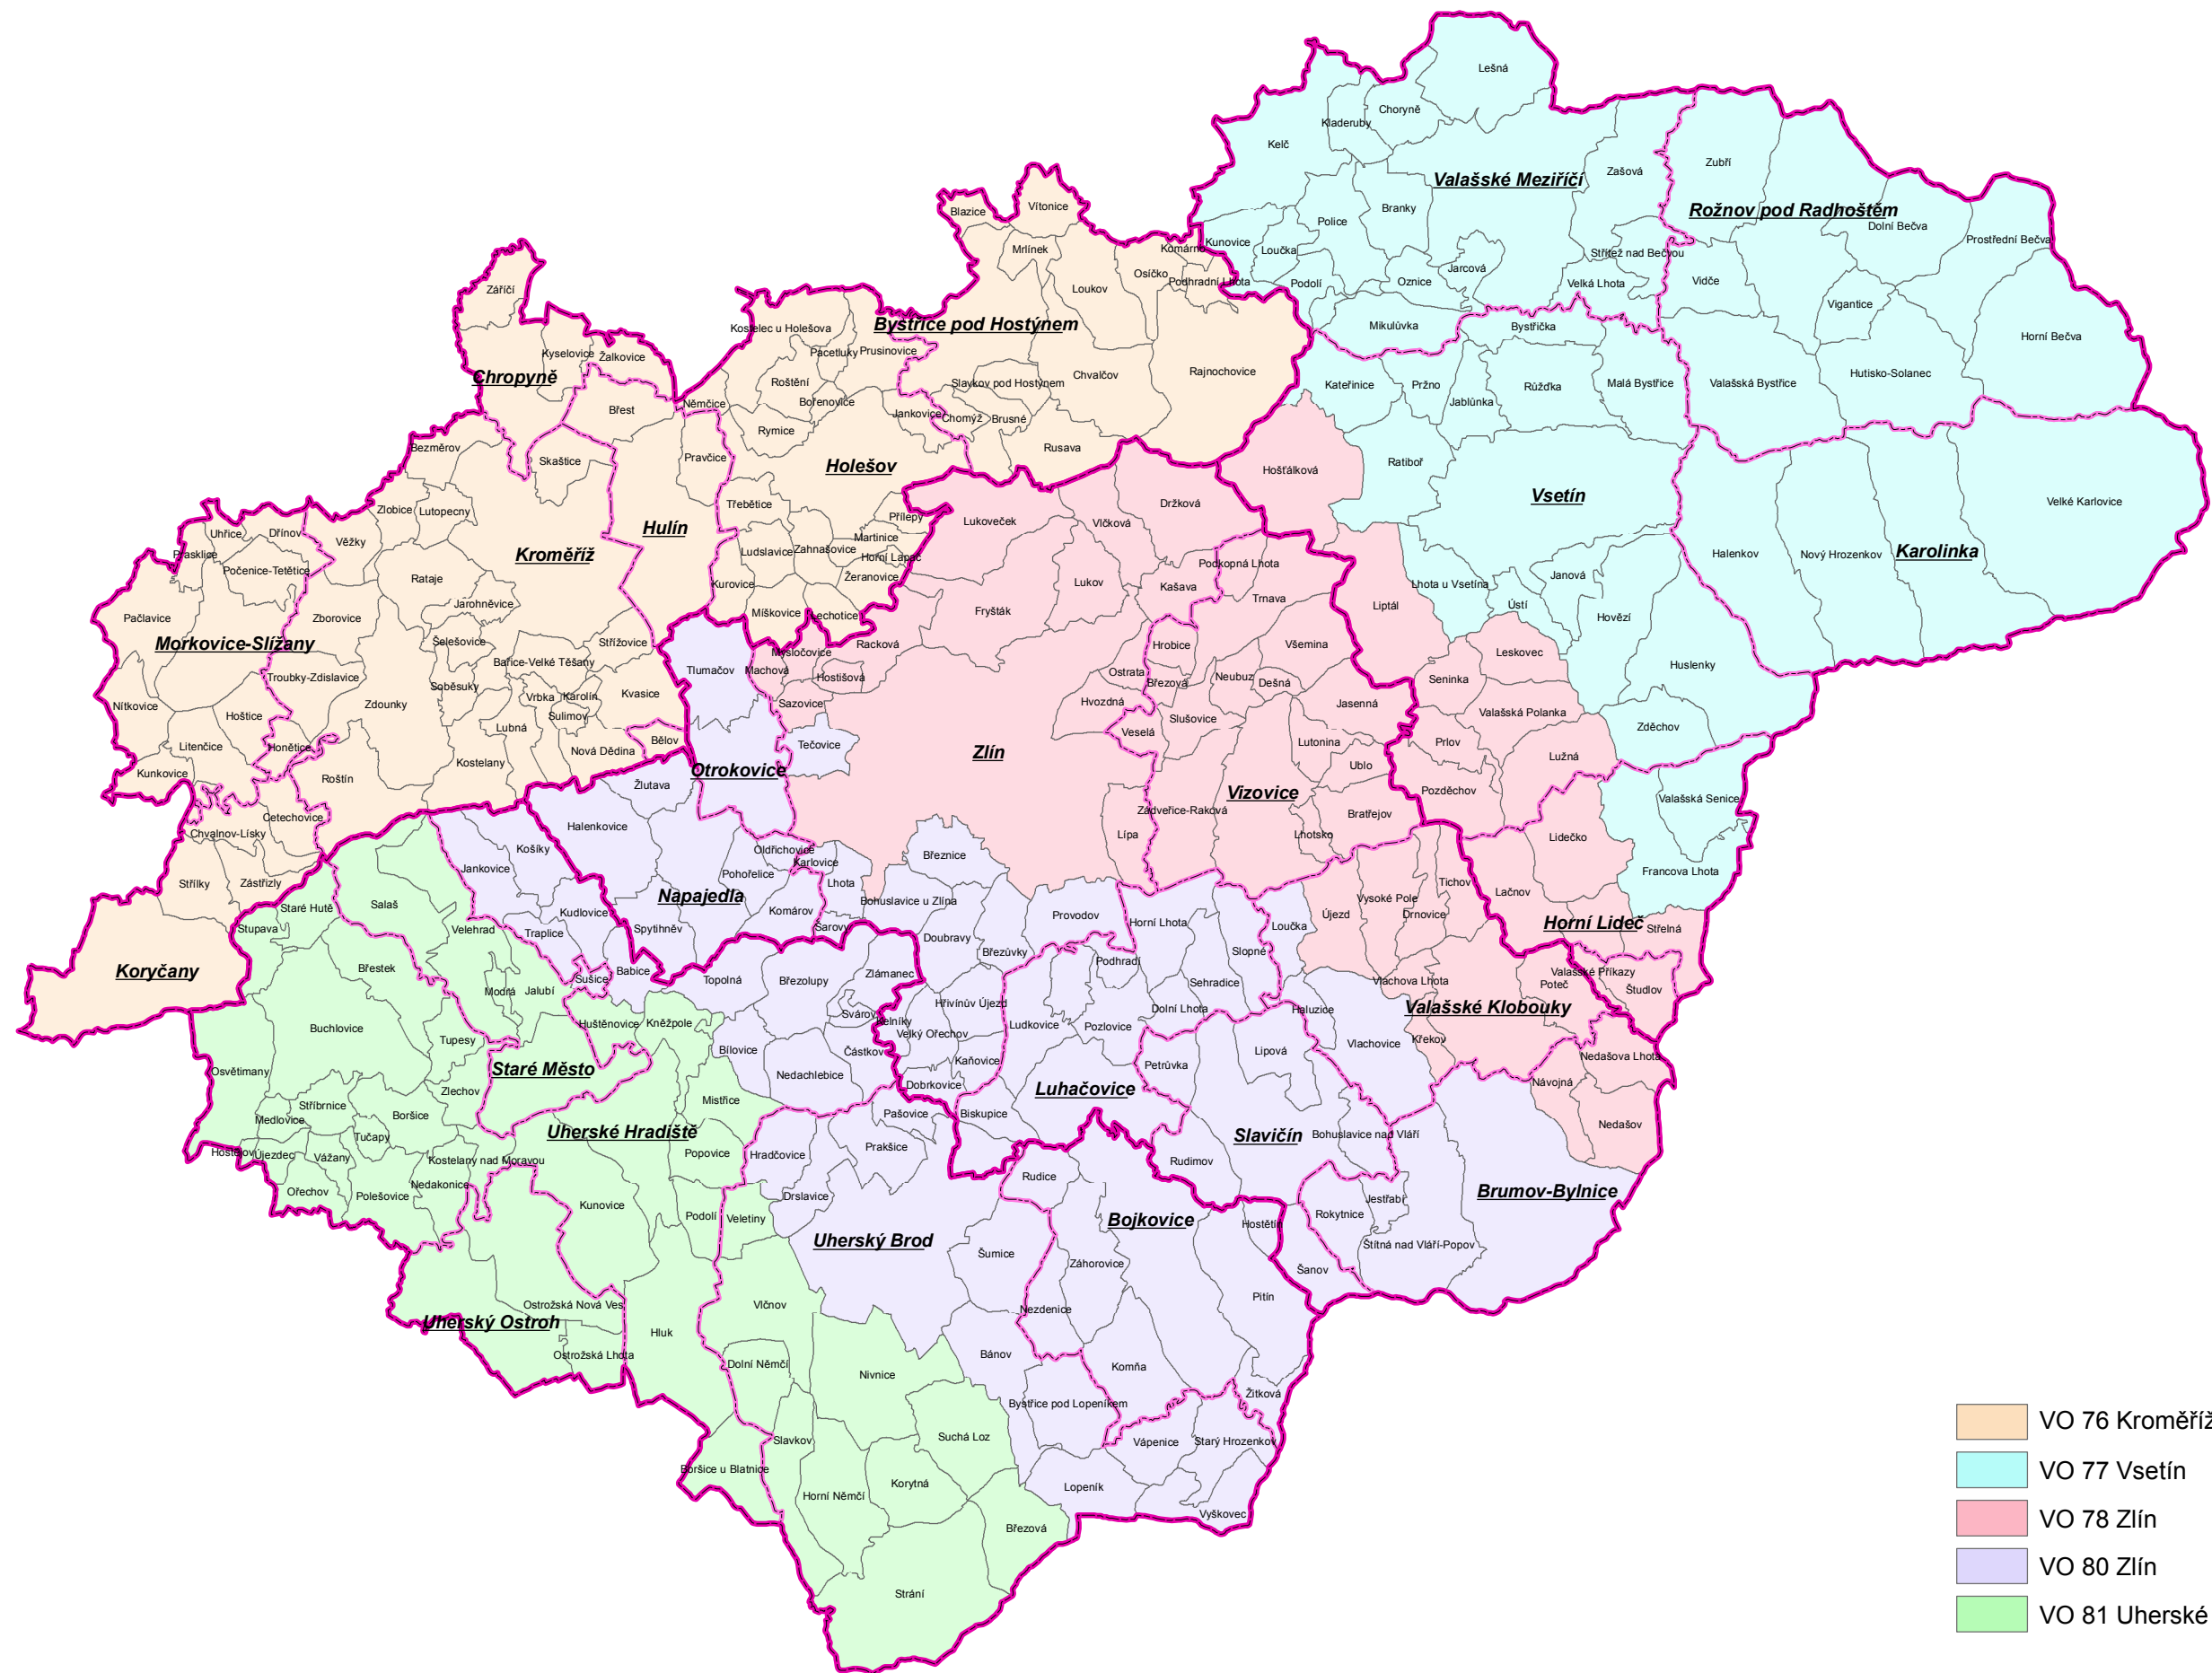 Lešná
Choryně
Kladeruby
Kelč
Zubří
Zašová
Valašské Meziříčí
Rožnov pod Radhoštěm
Branky
Police
Vítonice
Blazice
Dolní Bečva
Prostřední Bečva
Kunovice
Komárno
Loučka
Mrlínek
Střítež nad Bečvou
Jarcová
Osíčko
Podhradní Lhota
Podolí
Oznice
Velká Lhota
Vidče
Loukov
Záříčí
Vigantice
Mikulůvka
Bystřička
Horní Bečva
Kostelec u Holešova
Bystřice pod Hostýnem
Pacetluky
Prusinovice
Kyselovice
Žalkovice
Chropyně
Roštění
Slavkov pod Hostýnem
Chvalčov
Rajnochovice
Kateřinice
Pržno
Růžďka
Malá Bystřice
Valašská Bystřice
Hutisko-Solanec
Jablůnka
Bořenovice
Němčice
Břest
Jankovice
Chomýž
Brusné
Rymice
Bezměrov
Rusava
Pravčice
Skaštice
Holešov
Hošťálková
Ratiboř
Vsetín
Velké Karlovice
Třebětice
Držková
Zlobice
Lutopecny
Přílepy
Lukoveček
Vlčková
Hulín
Uhřice
Dřínov
Věžky
Martinice
Prasklice
Kroměříž
Ludslavice
Zahnašovice
Horní Lapač
Halenkov
Nový Hrozenkov
Karolinka
Počenice-Tetětice
Rataje
Žeranovice
Podkopná Lhota
Janová
Kurovice
Lukov
Kašava
Lhota u Vsetína
Trnava
Jarohněvice
Míškovice
Lechotice
Fryšták
Liptál
Ústí
Hovězí
Pačlavice
Zborovice
Morkovice-Slížany
Šelešovice
Střížovice
Racková
Hrobice
Všemina
Mysločovice
Leskovec
Bařice-Velké Těšany
Tlumačov
Machová
Huslenky
Troubky-Zdislavice
Hostišová
Ostrata
Neubuz
Seninka
Soběsuky
Březová
Dešná
Vrbka
Karolín
Kvasice
Sazovice
Hvozdná
Jasenná
Nítkovice
Zdounky
Hoštice
Sulimov
Slušovice
Valašská Polanka
Lubná
Veselá
Zděchov
Litenčice
Honětice
Bělov
Tečovice
Lutonina
Prlov
Nová Dědina
Zlín
Lužná
Kunkovice
Kostelany
Otrokovice
Ublo
Roštín
Žlutava
Vizovice
Pozděchov
Valašská Senice
Zádveřice-Raková
Bratřejov
Cetechovice
Halenkovice
Chvalnov-Lísky
Lípa
Lhotsko
Lidečko
Košíky
Oldřichovice
Březnice
Karlovice
Jankovice
Pohořelice
Francova Lhota
Střílky
Zástřizly
Lhota
Tichov
Lačnov
Napajedla
Bohuslavice u Zlína
Vysoké Pole
Salaš
Staré Hutě
Kudlovice
Komárov
Provodov
Újezd
Drnovice
Horní Lideč
Stupava
Velehrad
Traplice
Spytihněv
Šarovy
Horní Lhota
Loučka
Střelná
Doubravy
Slopné
Březůvky
Podhradí
Koryčany
Břestek
Sušice
Babice
Topolná
Březolupy
Zlámanec
Valašské Příkazy
Vlachova Lhota
Poteč
Študlov
Modrá
Jalubí
Sehradice
Hřivínův Újezd
Dolní Lhota
Haluzice
Valašské Klobouky
Svárov
Kelníky
Huštěnovice
Kněžpole
Ludkovice
Pozlovice
Buchlovice
Velký Ořechov
Tupesy
Bílovice
Částkov
Kaňovice
Petrůvka
Lipová
Vlachovice
Křekov
Nedašova Lhota
Osvětimany
Staré Město
Nedachlebice
Dobrkovice
Luhačovice
Návojná
Zlechov
Mistřice
Stříbrnice
Boršice
Medlovice
Pašovice
Biskupice
Nedašov
Uherské Hradiště
Slavičín
Bohuslavice nad Vláří
Tučapy
Popovice
Hradčovice
Prakšice
Hostějov
Újezdec
Vážany
Kostelany nad Moravou
Rudimov
Rudice
Nedakonice
Ořechov
Polešovice
Drslavice
Brumov-Bylnice
Jestřabí
Kunovice
Podolí
Veletiny
Bojkovice
Hostětín
Rokytnice
Uherský Brod
Štítná nad Vláří-Popov
Šumice
Záhorovice
Šanov
Pitín
Ostrožská Nová Ves
Vlčnov
Nezdenice
Uherský Ostroh
Hluk
Ostrožská Lhota
Dolní Němčí
Bánov
Komňa
Nivnice
Žitková
Bystřice pod Lopeníkem
VO 76 Kroměříž
Slavkov
Suchá Loz
Vápenice
Starý Hrozenkov
Boršice u Blatnice
VO 77 Vsetín
Korytná
Lopeník
Horní Němčí
Vyškovec
VO 78 Zlín
Březová
VO 80 Zlín
Strání
VO 81 Uherské